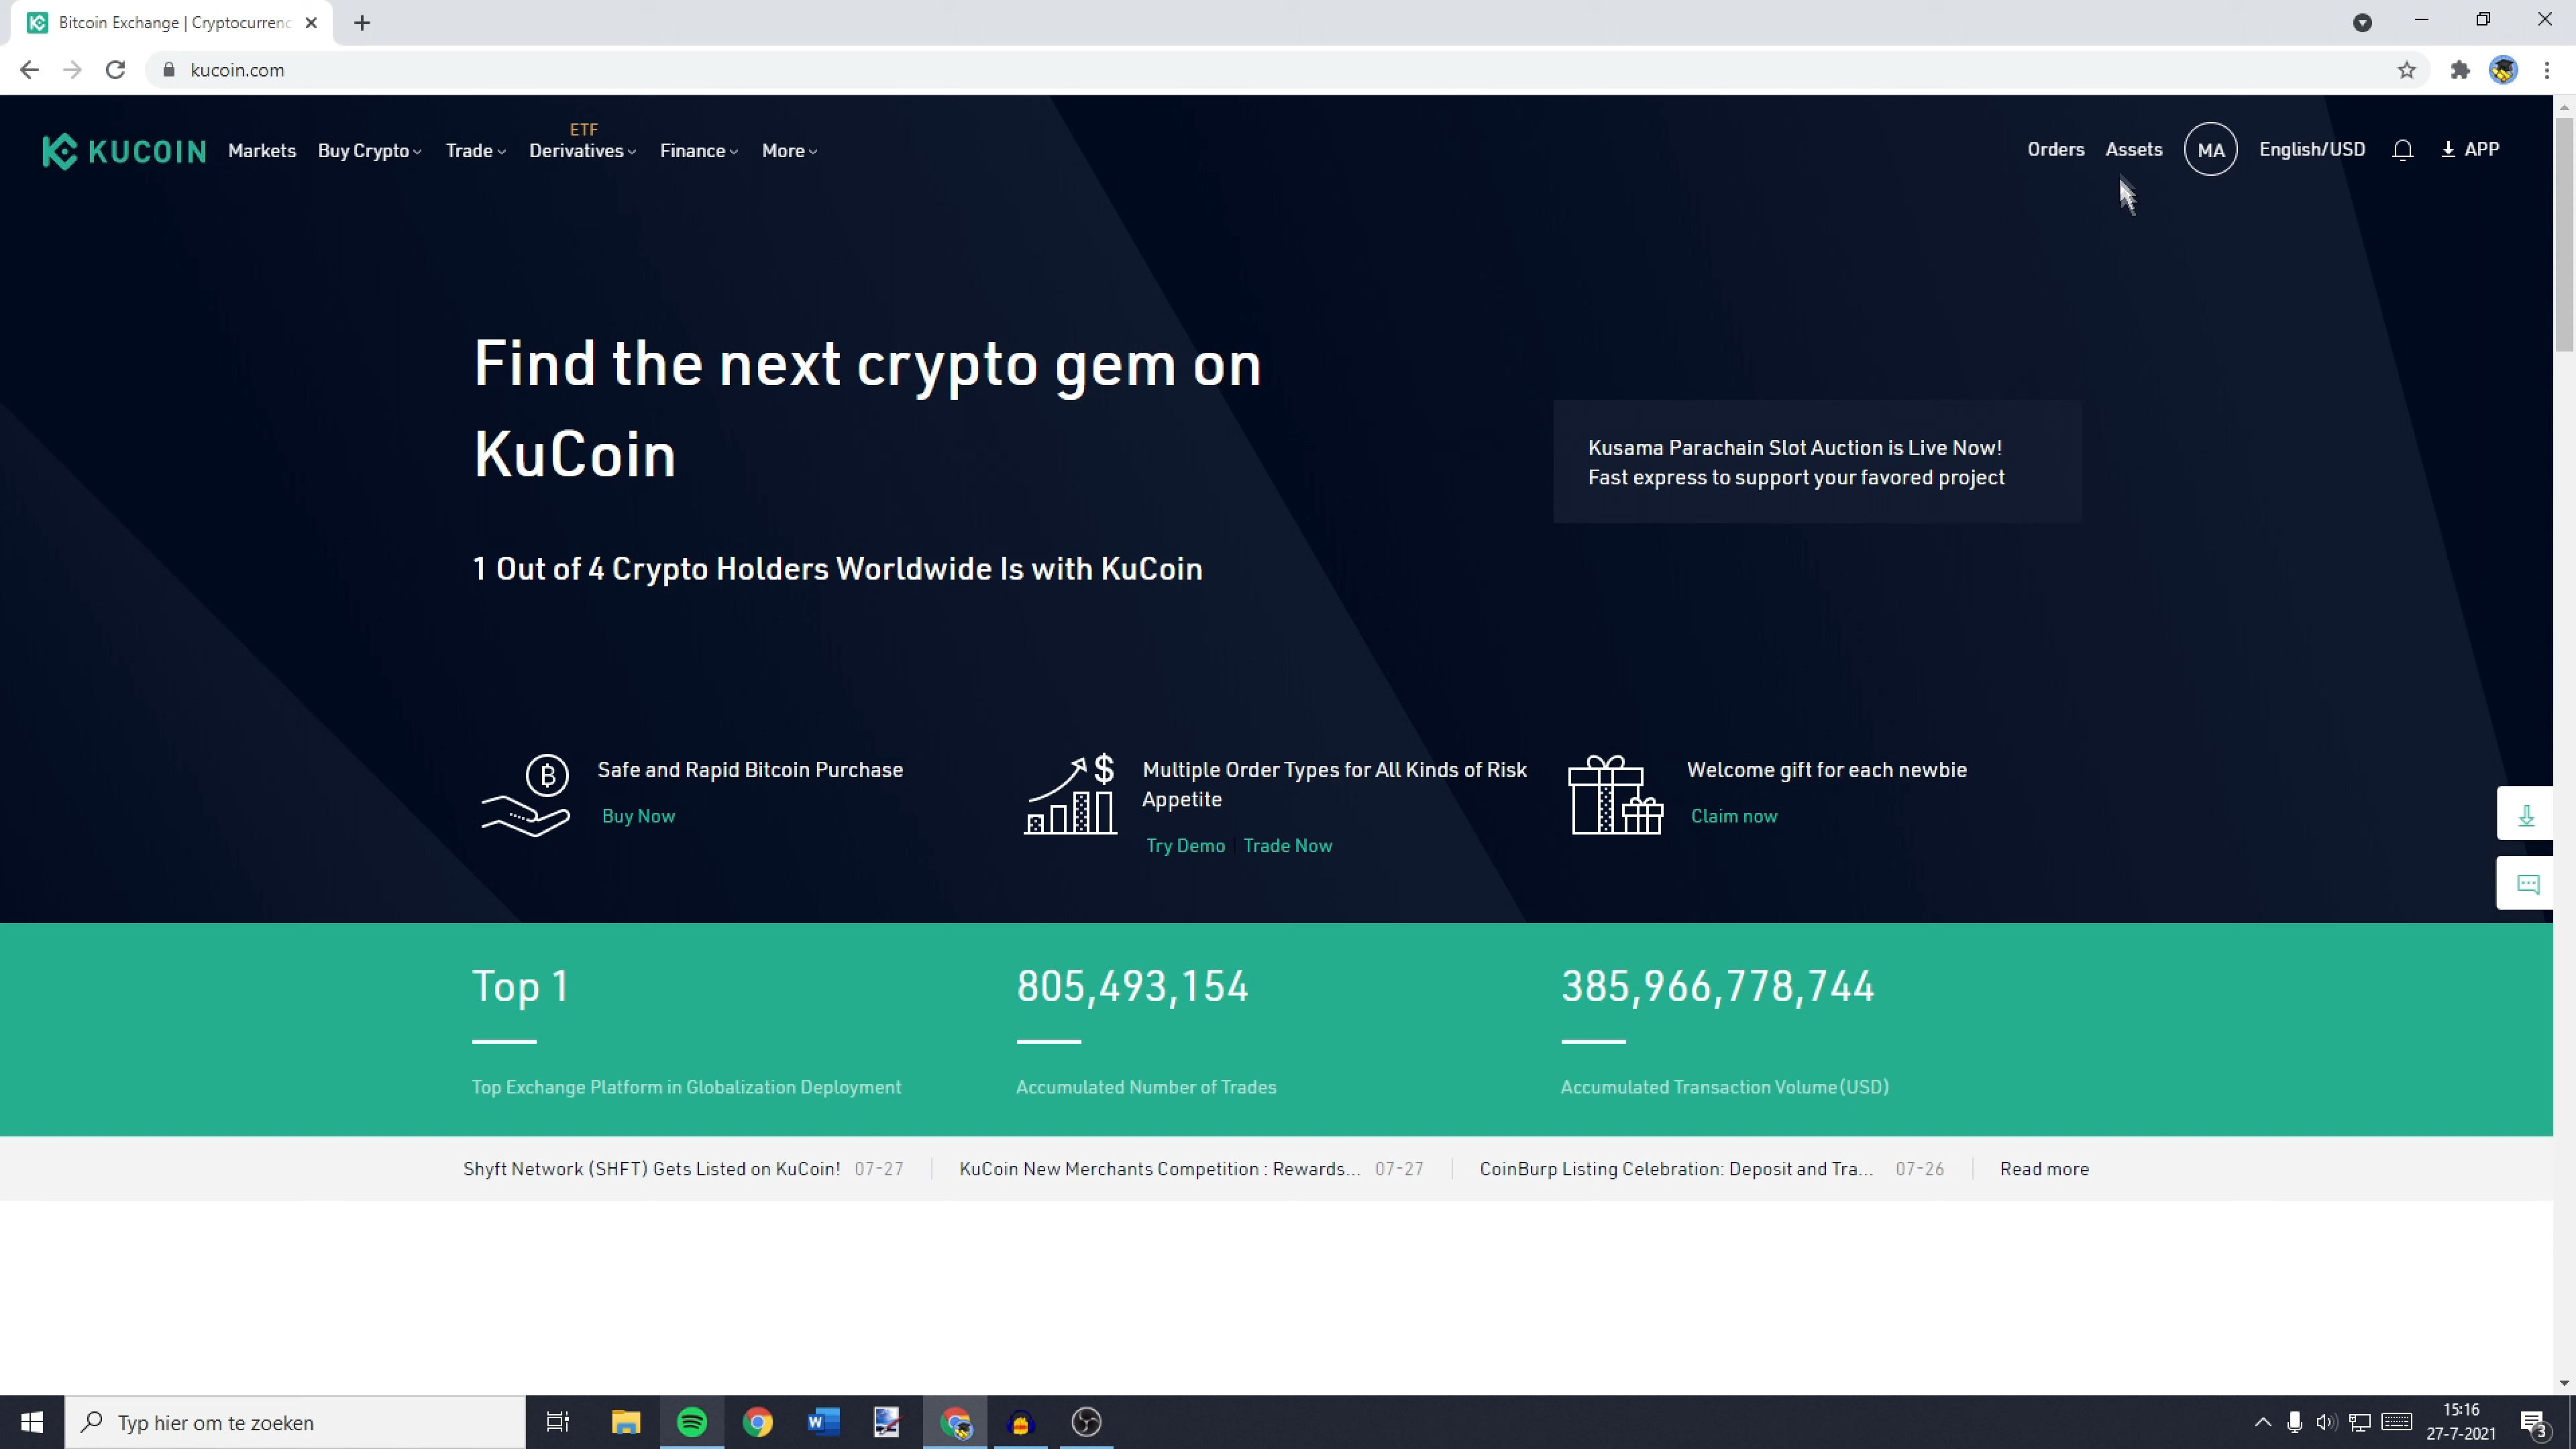 Bitcoin Exchange | Cryptocurrenc
kucoin.com
KUCOIN
Markets
Buy Crypto
Trade
ETF
Derivatives
Finance
More
Orders
Assets
MA
English/USD
APP
Find the next crypto gem on
KuCoin
1 Out of 4 Crypto Holders Worldwide Is with KuCoin
Kusama Parachain Slot Auction is Live Now!
Fast express to support your favored project
Safe and Rapid Bitcoin Purchase
Buy Now
$
Multiple Order Types for All Kinds of Risk
Appetite
Try Demo
Trade Now
Welcome gift for each newbie
Claim now
Top 1
Top Exchange Platform in Globalization Deployment
805,493,154
Accumulated Number of Trades
385,966,778,744
Accumulated Transaction Volume(USD)
Shyft Network (SHFT) Gets Listed on KuCoin! 07-27
KuCoin New Merchants Competition : Rewards... 07-27
CoinBurp Listing Celebration: Deposit and Tra... 07-26
Read more
Typ hier om te zoeken
W
15:16
27-7-2021
3